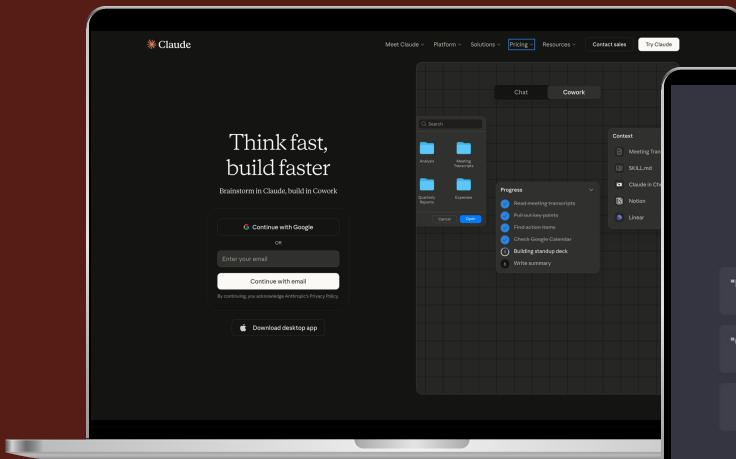 Claude
Meet Claude
Platform
Solutions
Pricing
Resources
Contact sales
Try Claude
Think fast,
build faster
Brainstorm in Claude, build in Cowork
Continue with Google
OR
Enter your email
Continue with email
By continuing, you acknowledge Anthropic's Privacy Policy.
Download desktop app
Chat
Cowork
Search
Analysis
Meeting
Transcripts
Quarterly
Reports
Expenses
Cancel
Open
Progress
Read meeting transcripts
Pull out key points
Find action items
Check Google Calendar
Building standup deck
Write summary
Context
Meeting Tran
SKILL.md
Claude in Ch
Notion
Linear